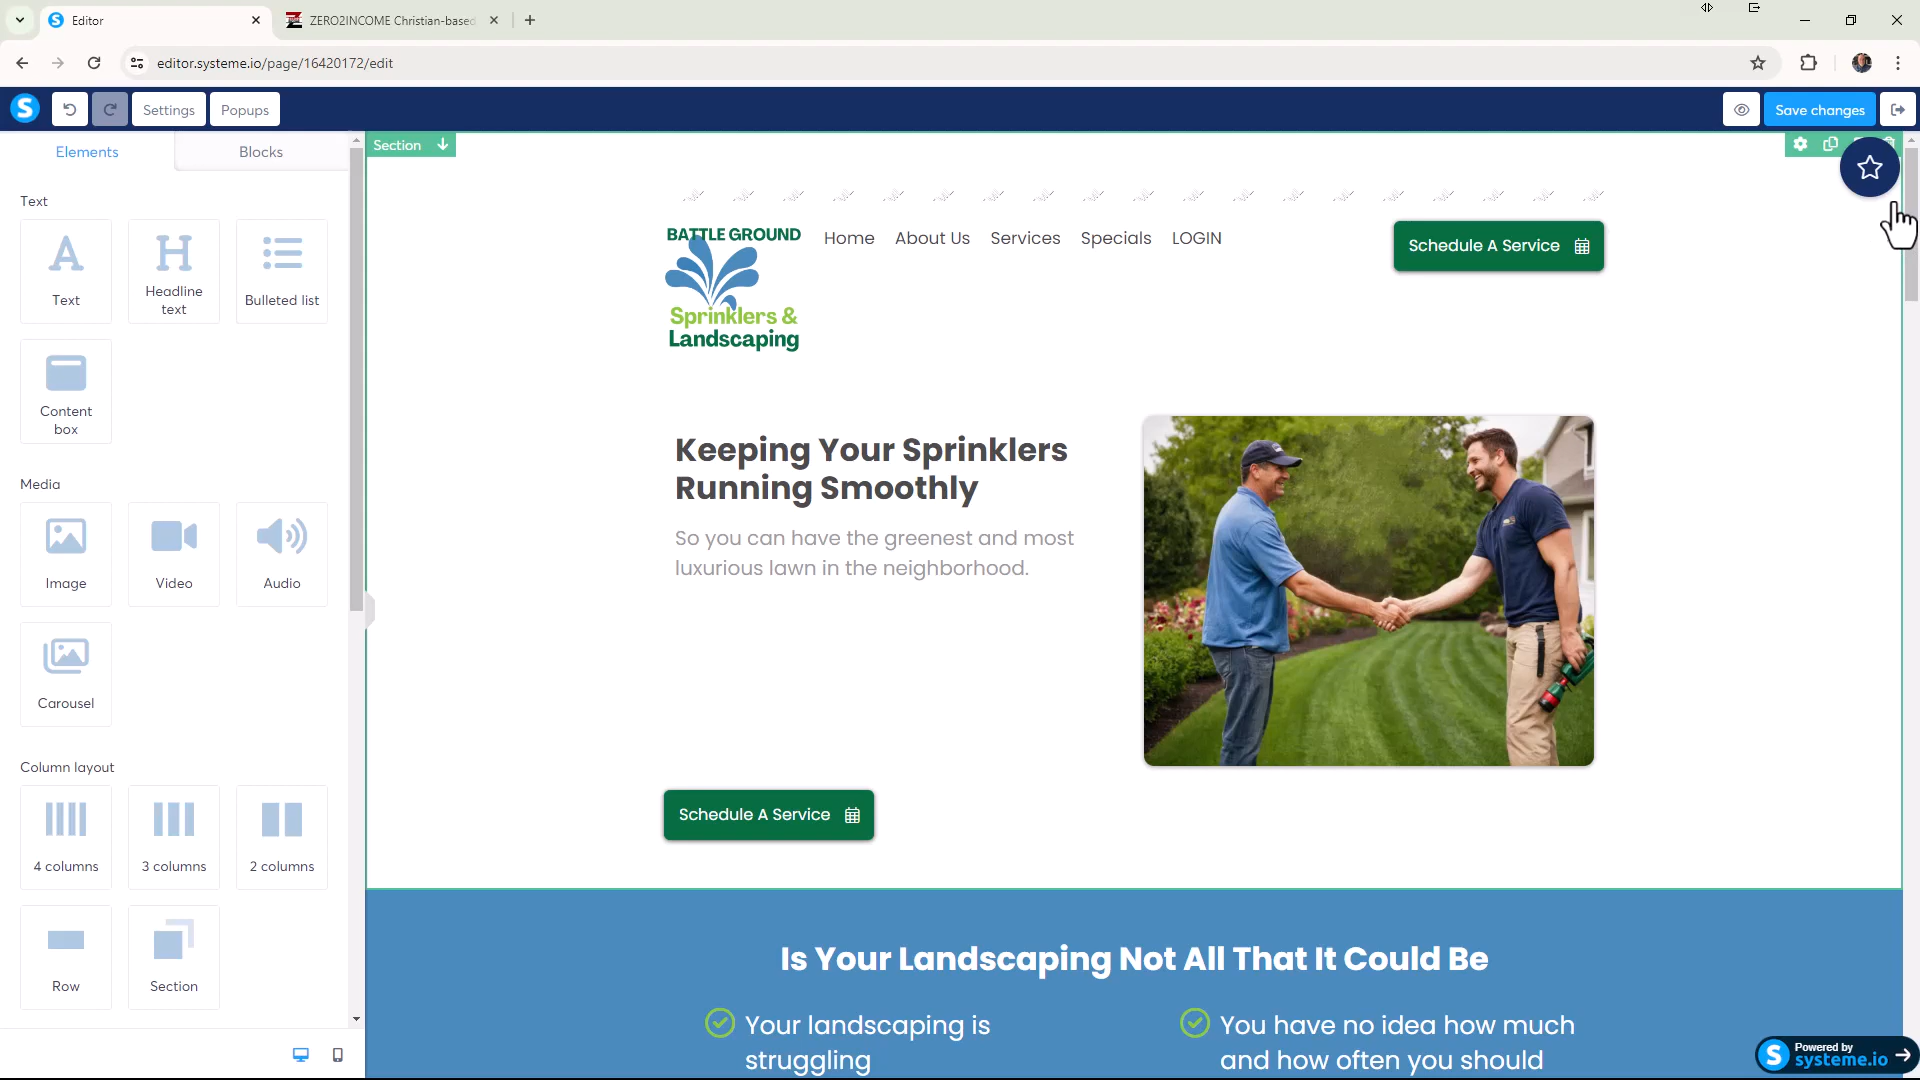 Editor
ZERO2INCOME Christian-based
editor.systeme.io/page/16420172/edit
S
Settings
Popups
Save changes
Elements
Blocks
Section
Text
Text
Headline
text
Bulleted list
Content
box
Media
Image
Video
Audio
Carousel
Column layout
4 columns
3 columns
2 columns
Row
Section
BATTLE GROUND
Sprinklers &
Landscaping
Home
About Us
Services
Specials
LOGIN
Schedule A Service
Keeping Your Sprinklers
Running Smoothly
So you can have the greenest and most
luxurious lawn in the neighborhood.
Schedule A Service
Is Your Landscaping Not All That It Could Be
Your landscaping is
struggling
You have no idea how much
and how often you should
Powered by
systeme.io